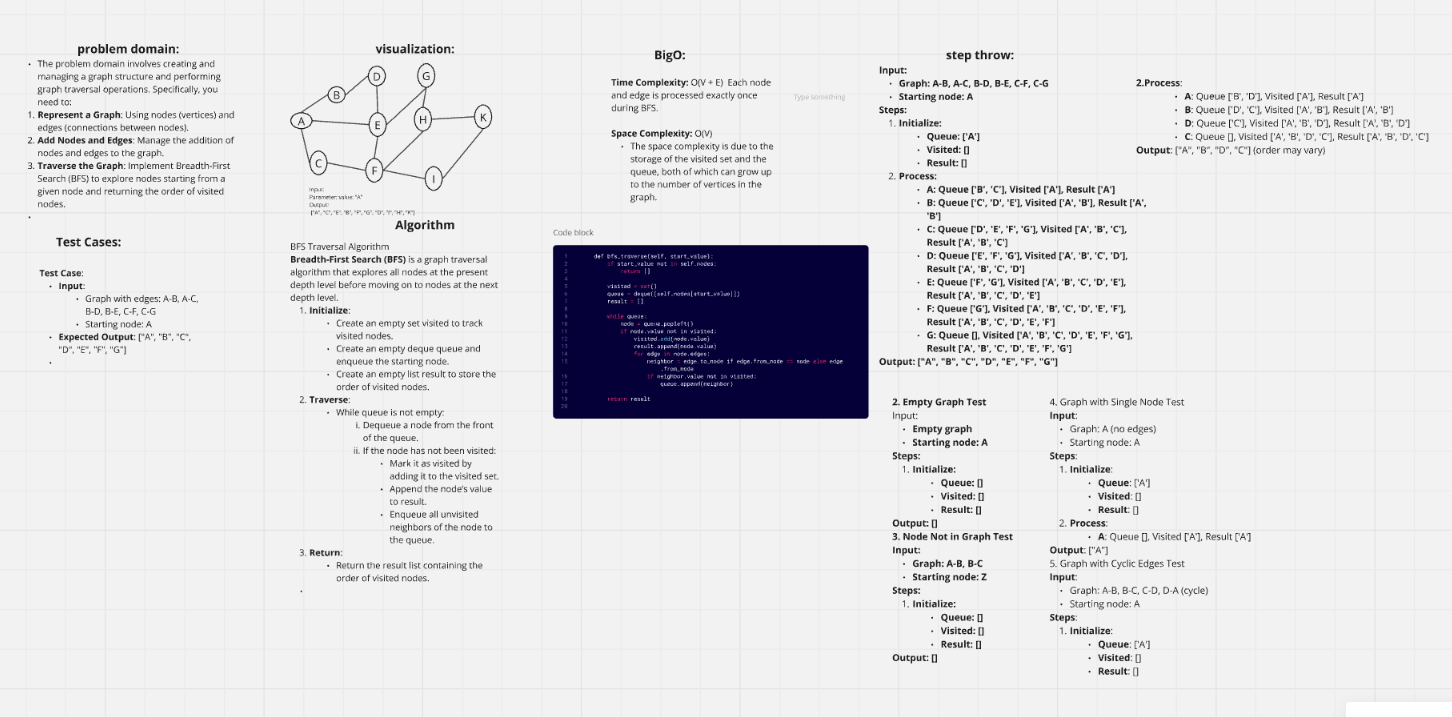 problem domain:
• The problem domain involves creating and
managing a graph structure and performing
graph traversal operations. Specifically, you
need to:
1. Represent a Graph: Using nodes (vertices) and
edges (connections between nodes).
2. Add Nodes and Edges: Manage the addition of
nodes and edges to the graph.
3. Traverse the Graph: Implement Breadth-First
Search (BFS) to explore nodes starting from a
given node and returning the order of visited
nodes.
•
Test Cases:
Test Case:
• Input:
• Graph with edges: A-B, A-C,
B-D, B-E, C-F, C-G
• Starting node: A
• Expected Output: ["A", "B", "C",
"D", "E", "F", "G"]
•
visualization:
D
G
B
A
E
H
K
C
F
I
Input:
Parameter:value: "A"
Output:
["A", "C", "E", "B", "F", "G", "D", "I", "H", "K"]
Algorithm
BFS Traversal Algorithm
Breadth-First Search (BFS) is a graph traversal
algorithm that explores all nodes at the present
depth level before moving on to nodes at the next
depth level.
1. Initialize:
• Create an empty set visited to track
visited nodes.
• Create an empty deque queue and
enqueue the starting node.
• Create an empty list result to store the
order of visited nodes.
2. Traverse:
• While queue is not empty:
i. Dequeue a node from the front
of the queue.
ii. If the node has not been visited:
• Mark it as visited by
adding it to the visited set.
• Append the node's value
to result.
• Enqueue all unvisited
neighbors of the node to
the queue.
3. Return:
• Return the result list containing the
order of visited nodes.
•
BigO:
Time Complexity: O(V + E) Each node
and edge is processed exactly once
during BFS.
Type something
Space Complexity: O(V)
• The space complexity is due to the
storage of the visited set and the
queue, both of which can grow up
to the number of vertices in the
graph.
Code block
1 def bfs_traverse(self, start_value):
2 if start_value not in self.nodes:
3 return []
4
5 visited = set()
6 queue = deque([self.nodes[start_value]])
7 result = []
8
9 while queue:
10 node = queue.popleft()
11 if node.value not in visited:
12 visited.add(node.value)
13 result.append(node.value)
14 for edge in node.edges:
15 neighbor = edge.to_node if edge.from_node == node else edge
.from_node
16 if neighbor.value not in visited:
17 queue.append(neighbor)
18
19 return result
20
step throw:
Input:
• Graph: A-B, A-C, B-D, B-E, C-F, C-G
• Starting node: A
Steps:
1. Initialize:
• Queue: ['A']
• Visited: []
• Result: []
2. Process:
• A: Queue ['B', 'C'], Visited ['A'], Result ['A']
• B: Queue ['C', 'D', 'E'], Visited ['A', 'B'], Result ['A',
'B']
• C: Queue ['D', 'E', 'F', 'G'], Visited ['A', 'B', 'C'],
Result ['A', 'B', 'C']
• D: Queue ['E', 'F', 'G'], Visited ['A', 'B', 'C', 'D'],
Result ['A', 'B', 'C', 'D']
• E: Queue ['F', 'G'], Visited ['A', 'B', 'C', 'D', 'E'],
Result ['A', 'B', 'C', 'D', 'E']
• F: Queue ['G'], Visited ['A', 'B', 'C', 'D', 'E', 'F'],
Result ['A', 'B', 'C', 'D', 'E', 'F']
• G: Queue [], Visited ['A', 'B', 'C', 'D', 'E', 'F', 'G'],
Result ['A', 'B', 'C', 'D', 'E', 'F', 'G']
Output: ["A", "B", "C", "D", "E", "F", "G"]
2.Process:
• A: Queue ['B', 'D'], Visited ['A'], Result ['A']
• B: Queue ['D', 'C'], Visited ['A', 'B'], Result ['A', 'B']
• D: Queue ['C'], Visited ['A', 'B', 'D'], Result ['A', 'B', 'D']
• C: Queue [], Visited ['A', 'B', 'D', 'C'], Result ['A', 'B', 'D', 'C']
Output: ["A", "B", "D", "C"] (order may vary)
2. Empty Graph Test
Input:
• Empty graph
• Starting node: A
Steps:
1. Initialize:
• Queue: []
• Visited: []
• Result: []
Output: []
3. Node Not in Graph Test
Input:
• Graph: A-B, B-C
• Starting node: Z
Steps:
1. Initialize:
• Queue: []
• Visited: []
• Result: []
Output: []
4. Graph with Single Node Test
Input:
• Graph: A (no edges)
• Starting node: A
Steps:
1. Initialize:
• Queue: ['A']
• Visited: []
• Result: []
2. Process:
• A: Queue [], Visited ['A'], Result ['A']
Output: ["A"]
5. Graph with Cyclic Edges Test
Input:
• Graph: A-B, B-C, C-D, D-A (cycle)
• Starting node: A
Steps:
1. Initialize:
• Queue: ['A']
• Visited: []
• Result: []